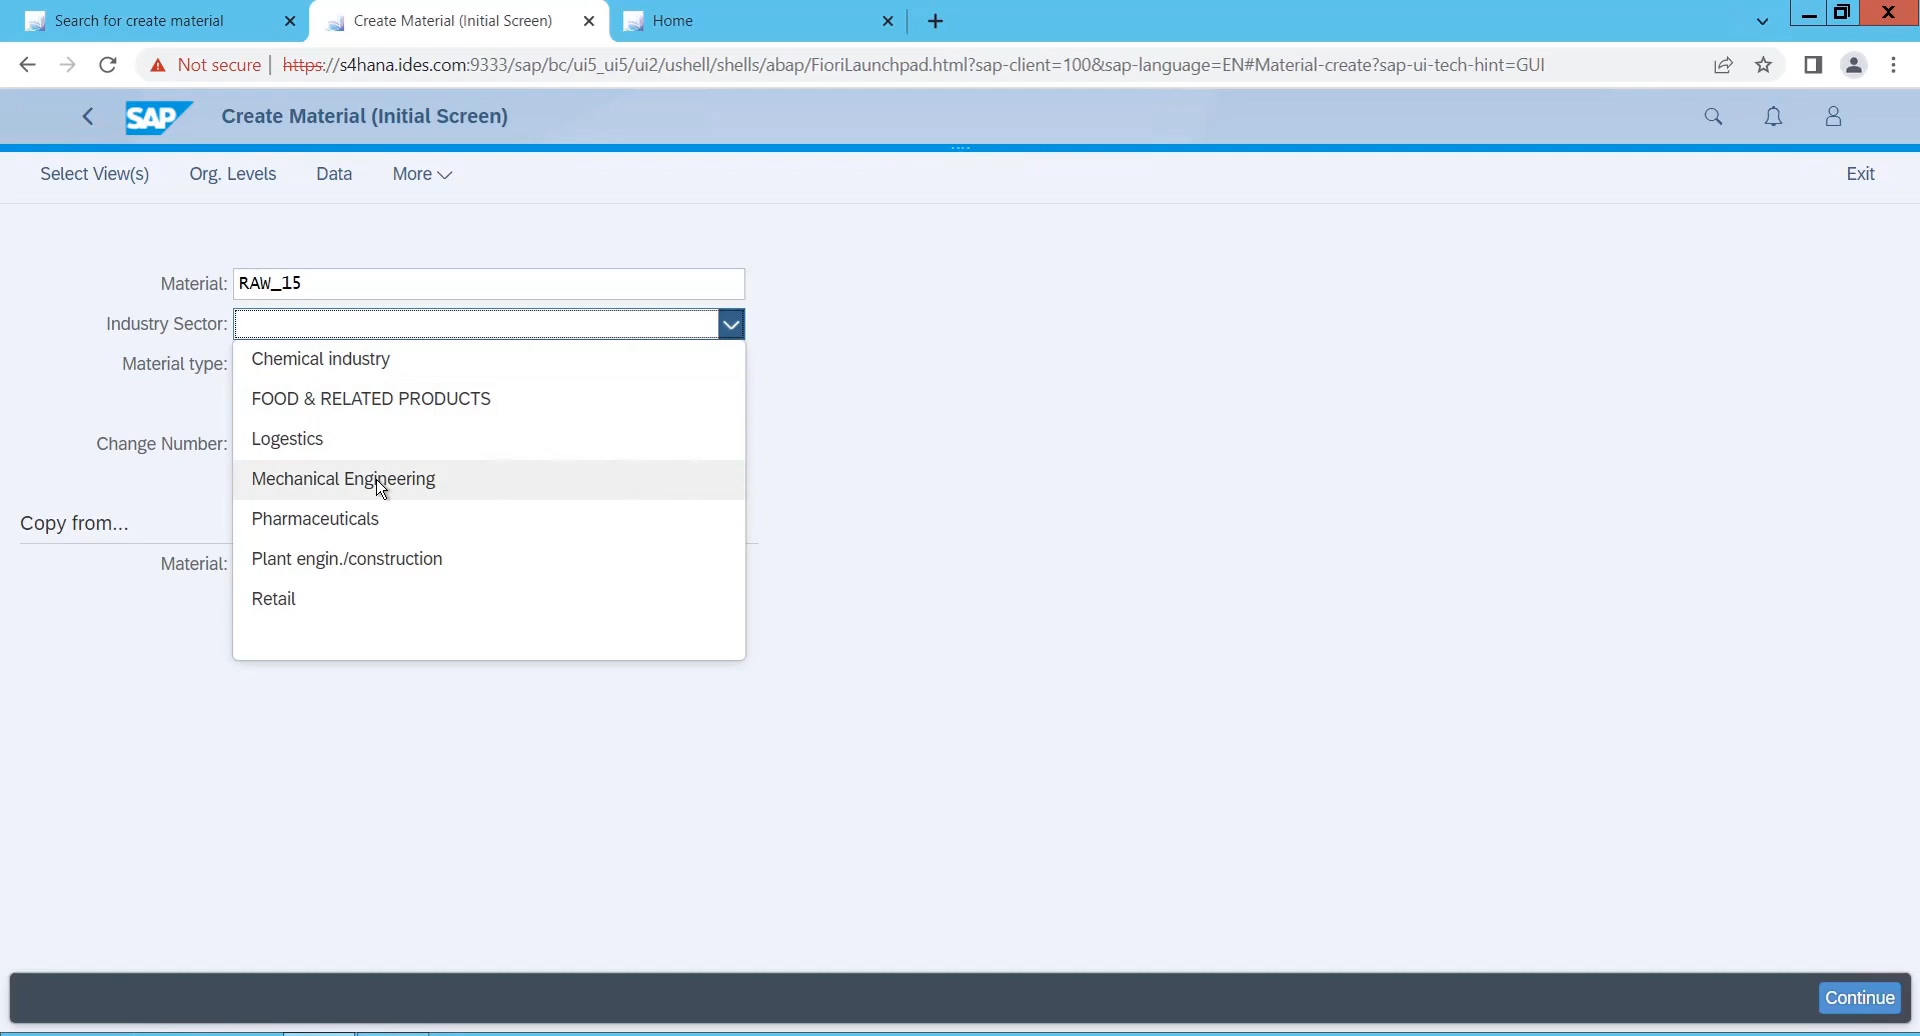 Search for create material
Create Material (Initial Screen)
Home
Not secure
https://s4hana.ides.com:9333/sap/bc/ui5_ui5/ui2/ushell/shells/abap/FioriLaunchpad.html?sap-client=100&sap-language=EN#Material-create?sap-ui-tech-hint=GUI
SAP
Create Material (Initial Screen)
Select View(s)
Org. Levels
Data
More
Exit
Material: RAW_15
Industry Sector:
Chemical industry
Material type:
FOOD & RELATED PRODUCTS
Logestics
Change Number:
Mechanical Engineering
Pharmaceuticals
Copy from...
Plant engin./construction
Material:
Retail
Continue